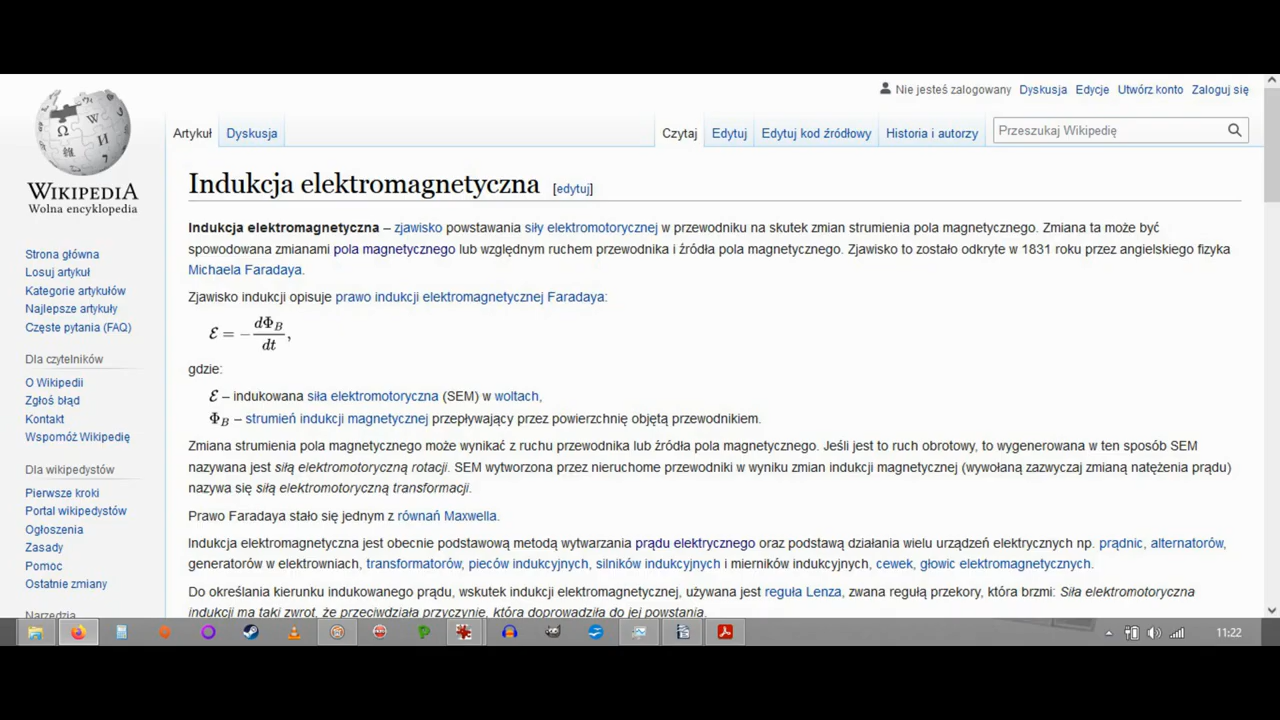 Nie jesteś zalogowany Dyskusja Edycje Utwórz konto Zaloguj się
Artykuł Dyskusja Czytaj Edytuj Edytuj kod źródłowy Historia i autorzy Przeszukaj Wikipedię
WIKIPEDIA
Wolna encyklopedia
Strona główna
Losuj artykuł
Kategorie artykułów
Najlepsze artykuły
Częste pytania (FAQ)
Dla czytelników
O Wikipedii
Zgłoś błąd
Kontakt
Wspomóż Wikipedię
Dla wikipedystów
Pierwsze kroki
Portal wikipedystów
Ogłoszenia
Zasady
Pomoc
Ostatnie zmiany
Narzędzia
Indukcja elektromagnetyczna [edytuj]
Indukcja elektromagnetyczna – zjawisko powstawania siły elektromotorycznej w przewodniku na skutek zmian strumienia pola magnetycznego. Zmiana ta może być
spowodowana zmianami pola magnetycznego lub względnym ruchem przewodnika i źródła pola magnetycznego. Zjawisko to zostało odkryte w 1831 roku przez angielskiego fizyka
Michaela Faradaya.
Zjawisko indukcji opisuje prawo indukcji elektromagnetycznej Faradaya:
ℰ = − dΦ_B / dt ,
gdzie:
ℰ – indukowana siła elektromotoryczna (SEM) w woltach,
Φ_B – strumień indukcji magnetycznej przepływający przez powierzchnię objętą przewodnikiem.
Zmiana strumienia pola magnetycznego może wynikać z ruchu przewodnika lub źródła pola magnetycznego. Jeśli jest to ruch obrotowy, to wygenerowana w ten sposób SEM
nazywana jest siłą elektromotoryczną rotacji. SEM wytworzona przez nieruchome przewodniki w wyniku zmian indukcji magnetycznej (wywołaną zazwyczaj zmianą natężenia prądu)
nazywa się siłą elektromotoryczną transformacji.
Prawo Faradaya stało się jednym z równań Maxwella.
Indukcja elektromagnetyczna jest obecnie podstawową metodą wytwarzania prądu elektrycznego oraz podstawą działania wielu urządzeń elektrycznych np. prądnic, alternatorów,
generatorów w elektrowniach, transformatorów, pieców indukcyjnych, silników indukcyjnych i mierników indukcyjnych, cewek, głowic elektromagnetycznych.
Do określania kierunku indukowanego prądu, wskutek indukcji elektromagnetycznej, używana jest reguła Lenza, zwana regułą przekory, która brzmi: Siła elektromotoryczna
indukcji ma taki zwrot, że przeciwdziała przyczynie, która doprowadziła do jej powstania.
11:22